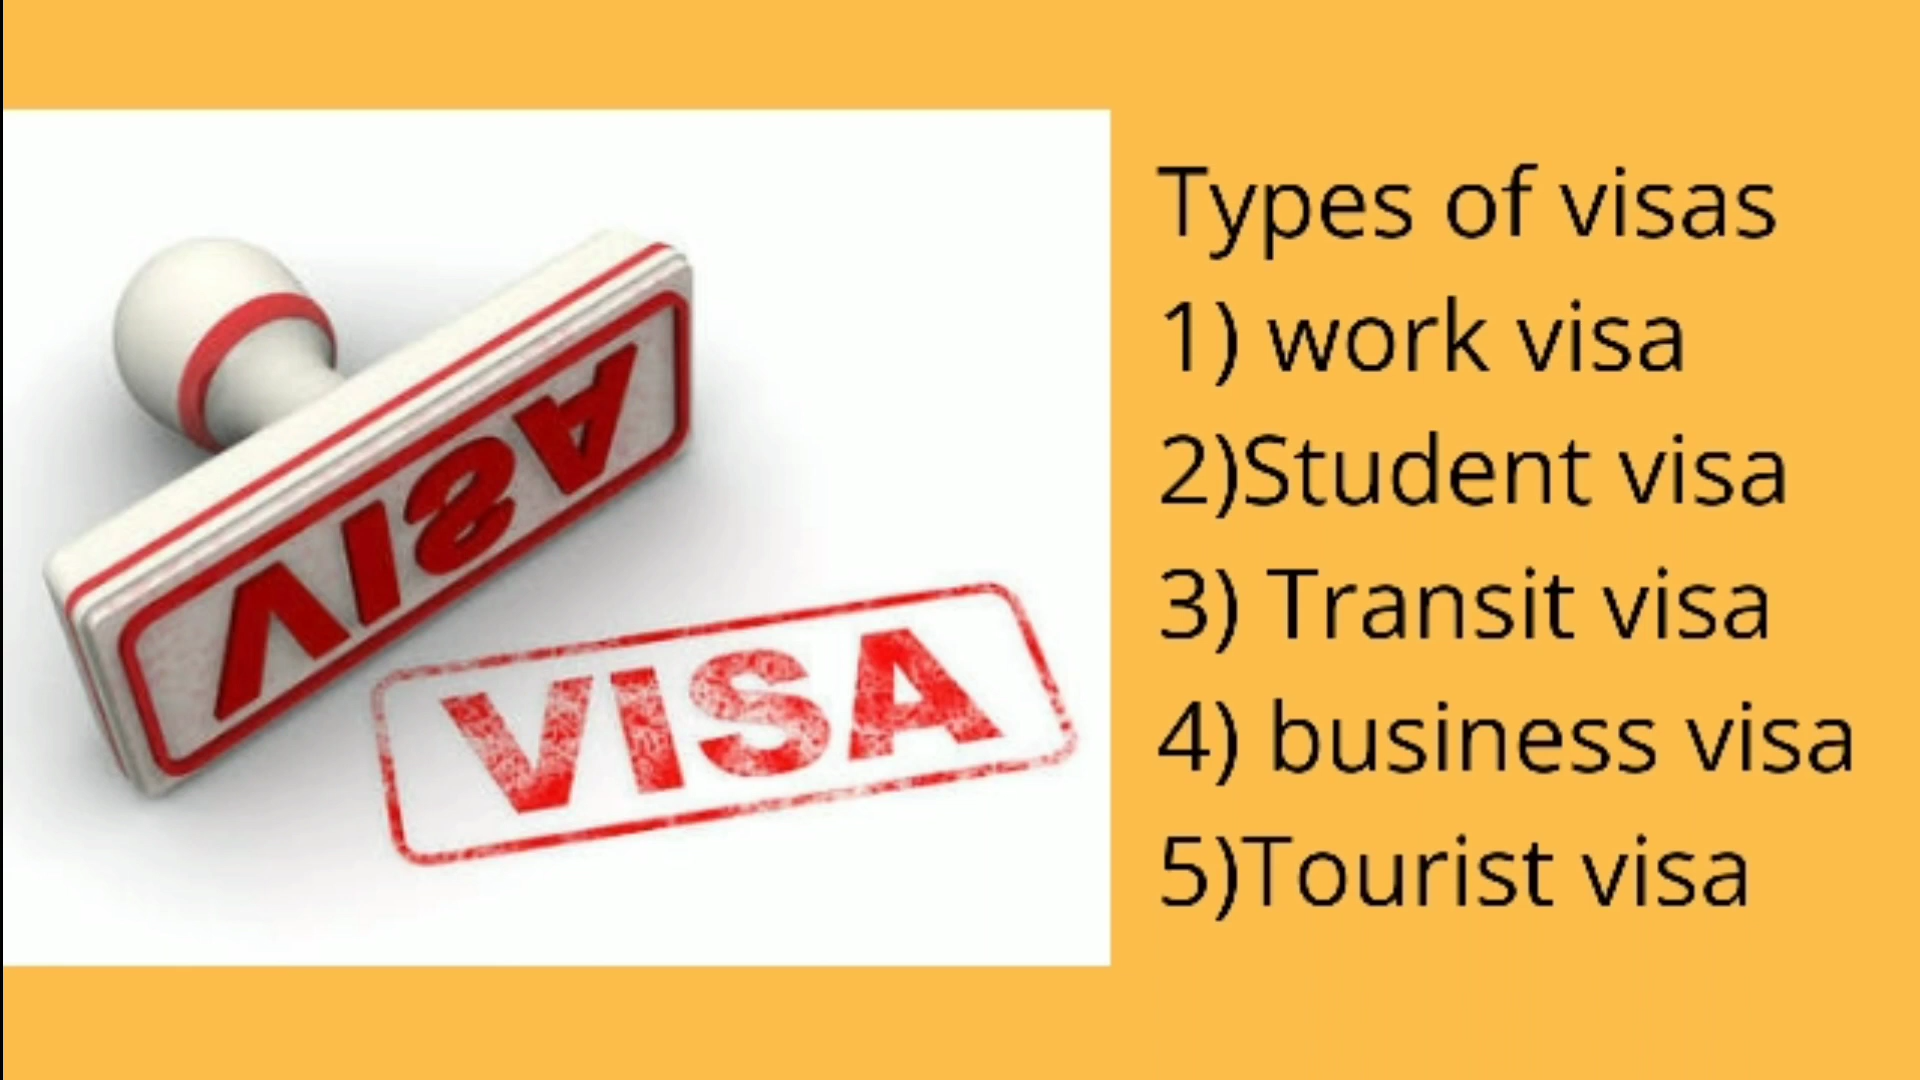 VISA
VISA
Types of visas
1) work visa
2)Student visa
3) Transit visa
4) business visa
5)Tourist visa